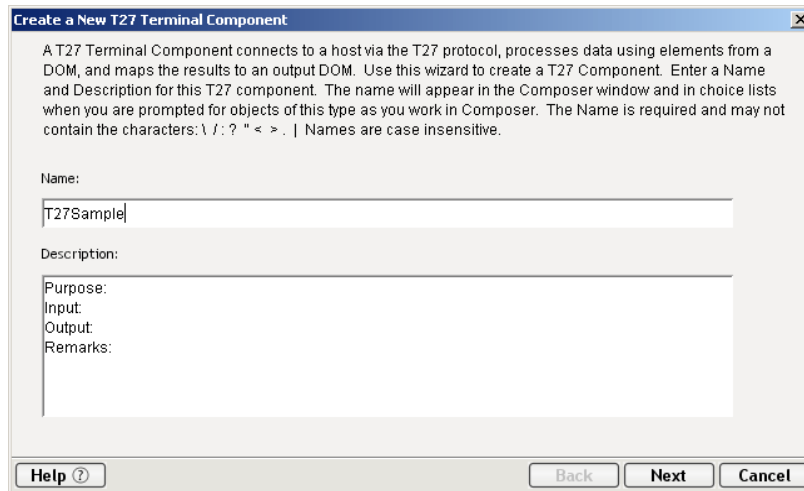 Create a New T27 Terminal Component
A T27 Terminal Component connects to a host via the T27 protocol, processes data using elements from a
DOM, and maps the results to an output DOM. Use this wizard to create a T27 Component. Enter a Name
and Description for this T27 component. The name will appear in the Composer window and in choice lists
when you are prompted for objects of this type as you work in Composer. The Name is required and may not
contain the characters: \ / : ? " < > . | Names are case insensitive.
Name:
T27Sample
Description:
Purpose:
Input:
Output:
Remarks:
Help ? Back Next Cancel